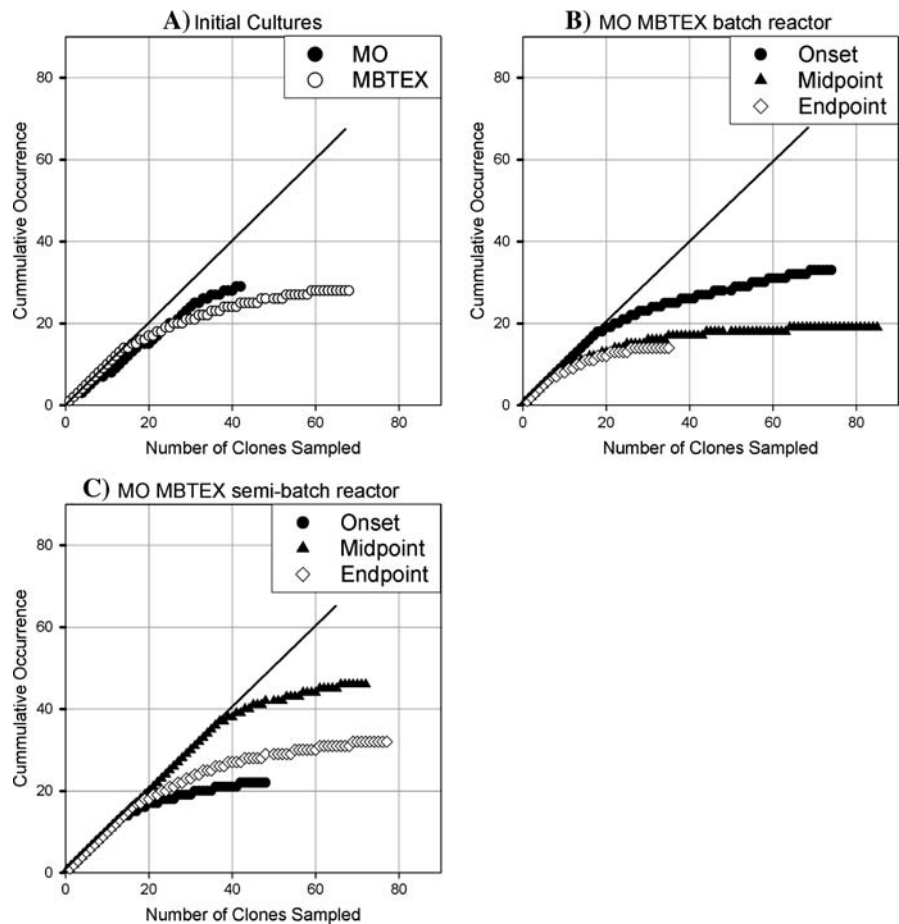 A) Initial Cultures
MO
MBTEX
80
60
40
20
0
0 20 40 60 80
Cummulative Occurrence
Number of Clones Sampled
B) MO MBTEX batch reactor
Onset
Midpoint
Endpoint
80
60
40
20
0
0 20 40 60 80
Cummulative Occurrence
Number of Clones Sampled
C) MO MBTEX semi-batch reactor
Onset
Midpoint
Endpoint
80
60
40
20
0
0 20 40 60 80
Cummulative Occurrence
Number of Clones Sampled